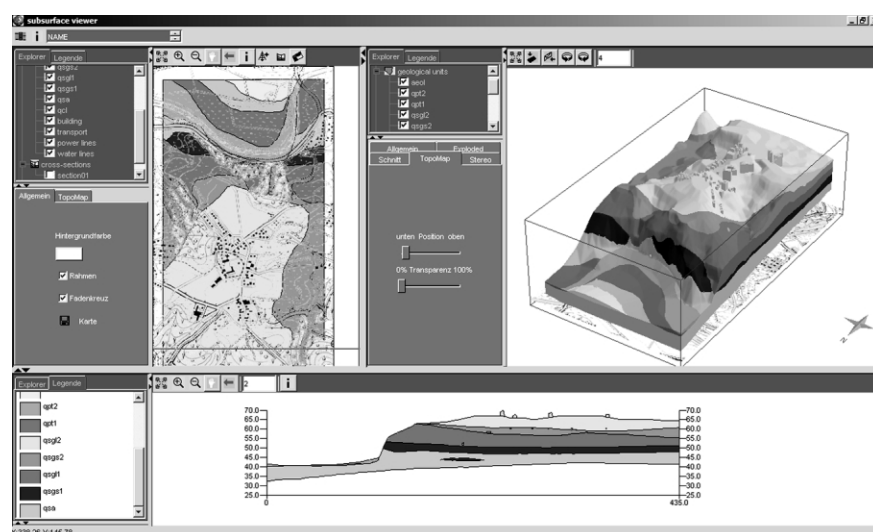 subsurface viewer
NAME
Explorer Legende
qsgs2
qsgl1
qsgs1
qsa
qcl
building
transport
power lines
water lines
cross-sections
section01
Allgemein TopoMap
Hintergrundfarbe
Rahmen
Fadenkreuz
Karte
Explorer Legende
geological units
aeol
qpt2
qpt1
qsgl2
qsgs2
Allgemein Exploded
Schnitt TopoMap Stereo
unten Position oben
0% Transparenz 100%
4
N
Explorer Legende
qpt2
qpt1
qsgl2
qsgs2
qsgl1
qsgs1
qsa
2
70.0 70.0
65.0 65.0
60.0 60.0
55.0 55.0
50.0 50.0
45.0 45.0
40.0 40.0
35.0 35.0
30.0 30.0
25.0 25.0
0 435.0